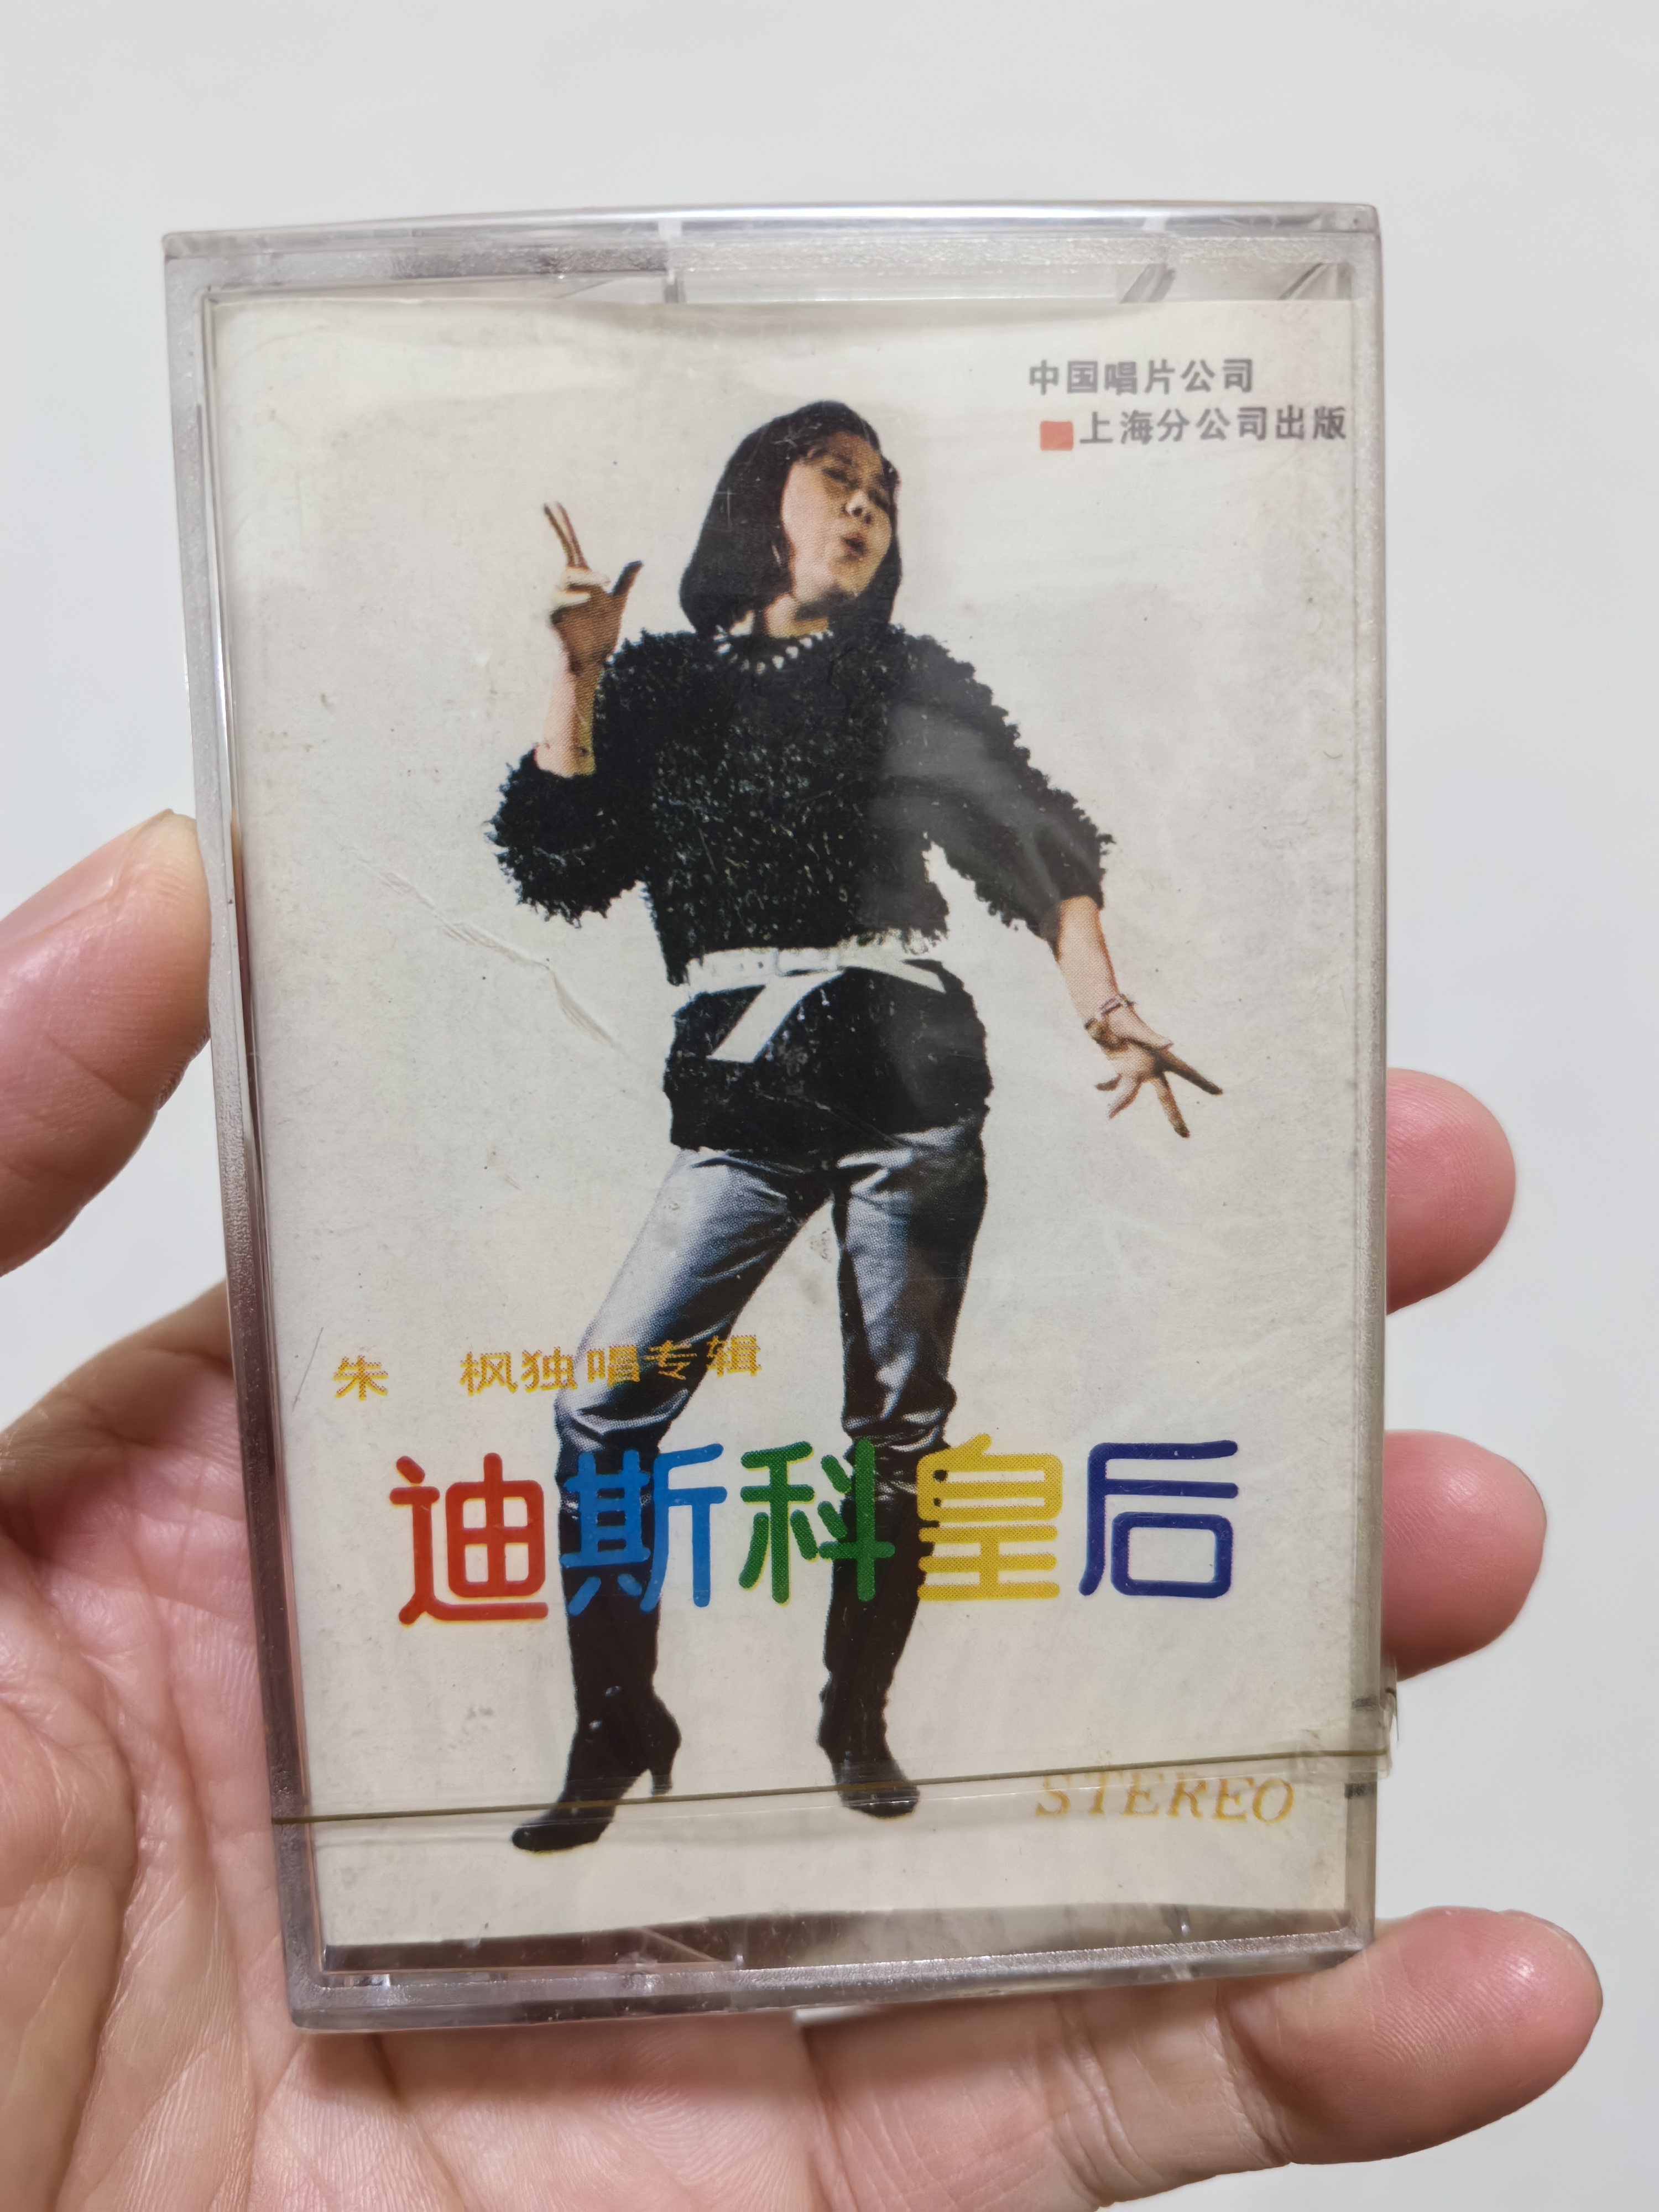 中国唱片公司
上海分公司出版
朱 枫独唱专辑
迪斯科皇后
STEREO